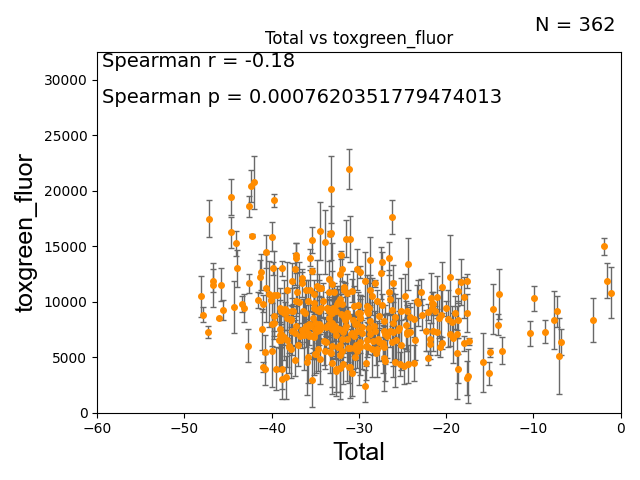 N = 362
Total vs toxgreen_fluor
Spearman r = -0.18
Spearman p = 0.0007620351779474013
30000
25000
20000
15000
10000
5000
0
toxgreen_fluor
−60 −50 −40 −30 −20 −10 0
Total